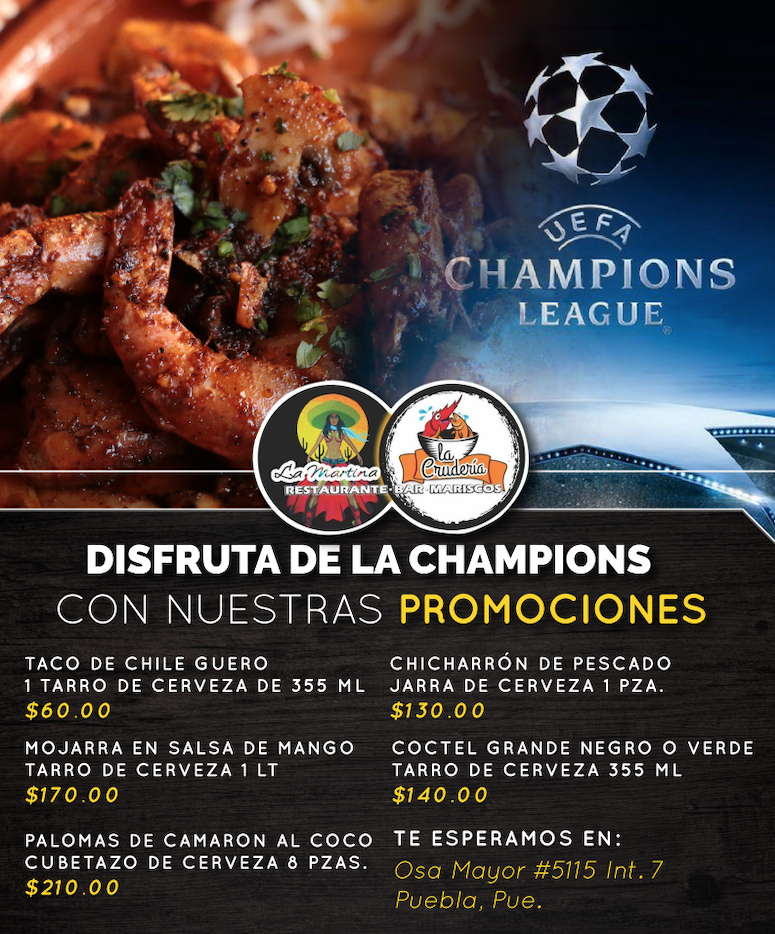 UEFA
CHAMPIONS
LEAGUE®
La Martina
la
Crudería
RESTAURANTE · BAR · MARISCOS
DISFRUTA DE LA CHAMPIONS
CON NUESTRAS PROMOCIONES
TACO DE CHILE GUERO
1 TARRO DE CERVEZA DE 355 ML
$60.00
MOJARRA EN SALSA DE MANGO
TARRO DE CERVEZA 1 LT
$170.00
PALOMAS DE CAMARON AL COCO
CUBETAZO DE CERVEZA 8 PZAS.
$210.00
CHICHARRÓN DE PESCADO
JARRA DE CERVEZA 1 PZA.
$130.00
COCTEL GRANDE NEGRO O VERDE
TARRO DE CERVEZA 355 ML
$140.00
TE ESPERAMOS EN:
Osa Mayor #5115 Int. 7
Puebla, Pue.